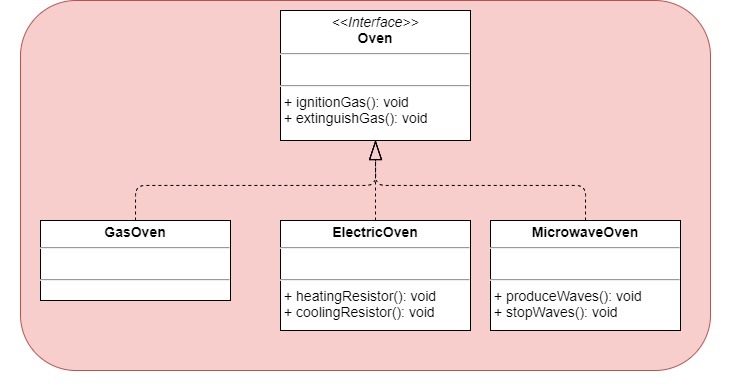 <<Interface>>
Oven
+ ignitionGas(): void
+ extinguishGas(): void
GasOven
ElectricOven
+ heatingResistor(): void
+ coolingResistor(): void
MicrowaveOven
+ produceWaves(): void
+ stopWaves(): void